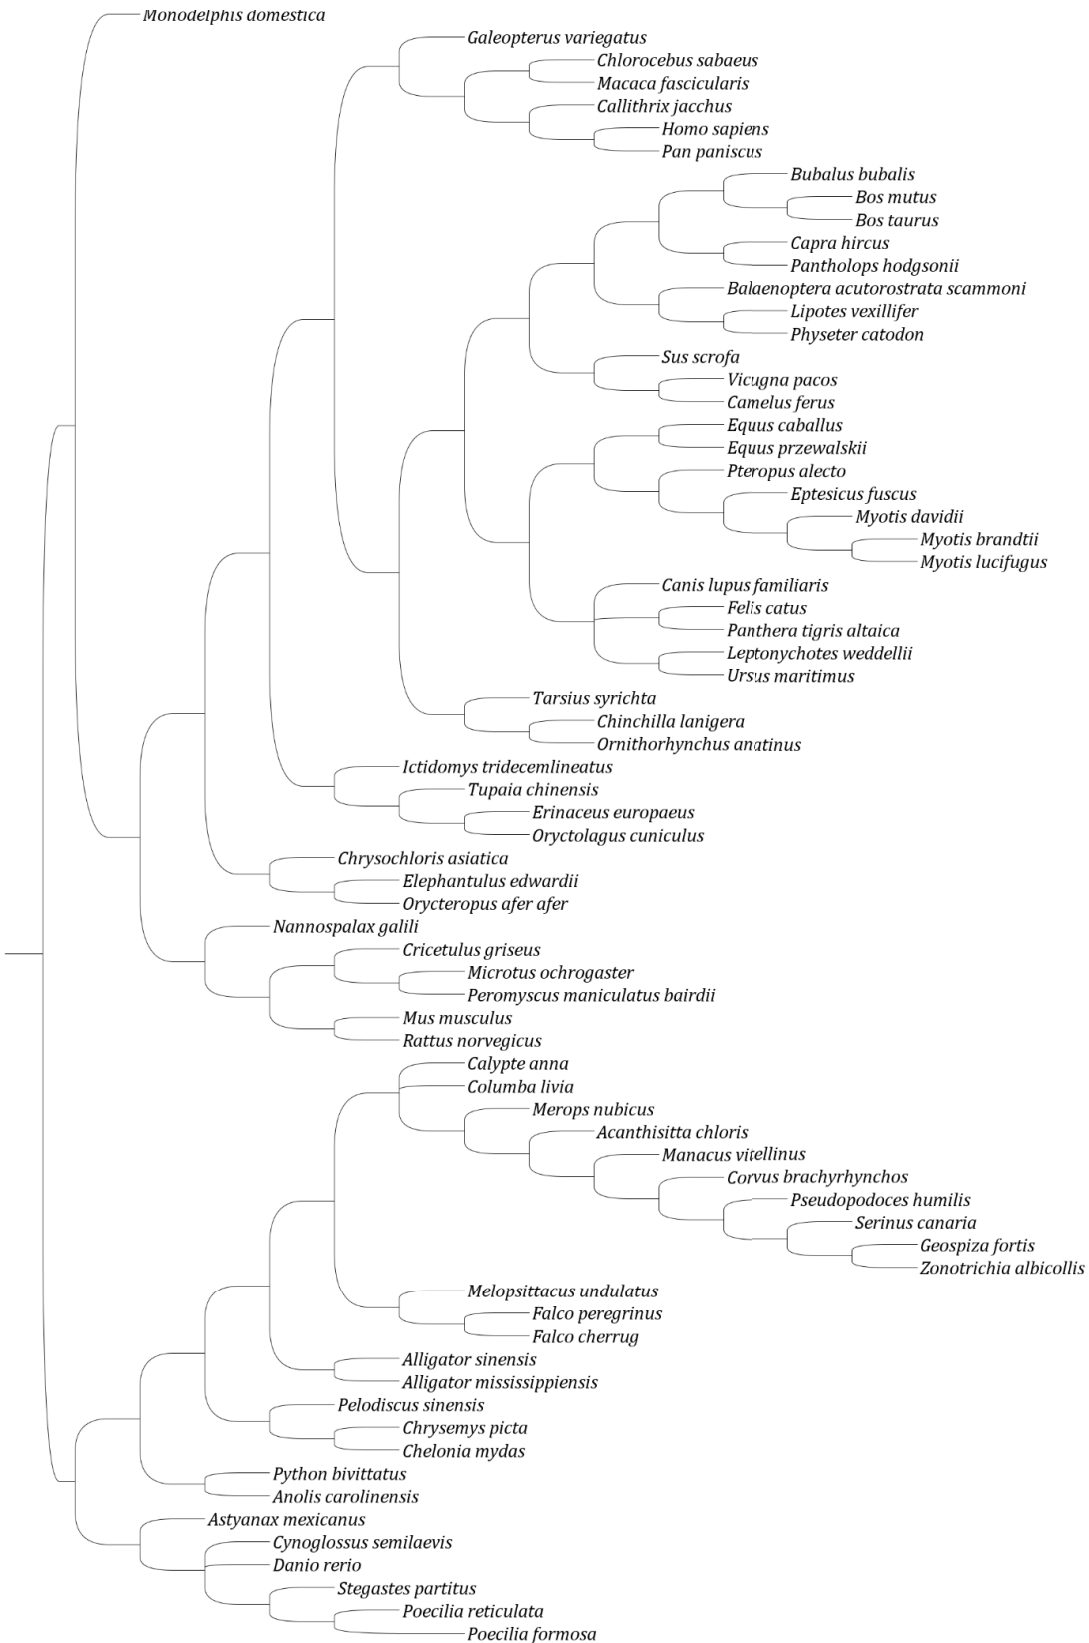 Monodelphis domestica
Galeopterus variegatus
Chlorocebus sabaeus
Macaca fascicularis
Callithrix jacchus
Homo sapiens
Pan paniscus
Bubalus bubalis
Bos mutus
Bos taurus
Capra hircus
Pantholops hodgsonii
Balaenoptera acutorostrata scammoni
Lipotes vexillifer
Physeter catodon
Sus scrofa
Vicugna pacos
Camelus ferus
Equus caballus
Equus przewalskii
Pteropus alecto
Eptesicus fuscus
Myotis davidii
Myotis brandtii
Myotis lucifugus
Canis lupus familiaris
Felis catus
Panthera tigris altaica
Leptonychotes weddellii
Ursus maritimus
Tarsius syrichta
Chinchilla lanigera
Ornithorhynchus anatinus
Ictidomys tridecemlineatus
Tupaia chinensis
Erinaceus europaeus
Oryctolagus cuniculus
Chrysochloris asiatica
Elephantulus edwardii
Orycteropus afer afer
Nannospalax galili
Cricetulus griseus
Microtus ochrogaster
Peromyscus maniculatus bairdii
Mus musculus
Rattus norvegicus
Calypte anna
Columba livia
Merops nubicus
Acanthisitta chloris
Manacus vitellinus
Corvus brachyrhynchos
Pseudopodoces humilis
Serinus canaria
Geospiza fortis
Zonotrichia albicollis
Melopsittacus undulatus
Falco peregrinus
Falco cherrug
Alligator sinensis
Alligator mississippiensis
Pelodiscus sinensis
Chrysemys picta
Chelonia mydas
Python bivittatus
Anolis carolinensis
Astyanax mexicanus
Cynoglossus semilaevis
Danio rerio
Stegastes partitus
Poecilia reticulata
Poecilia formosa